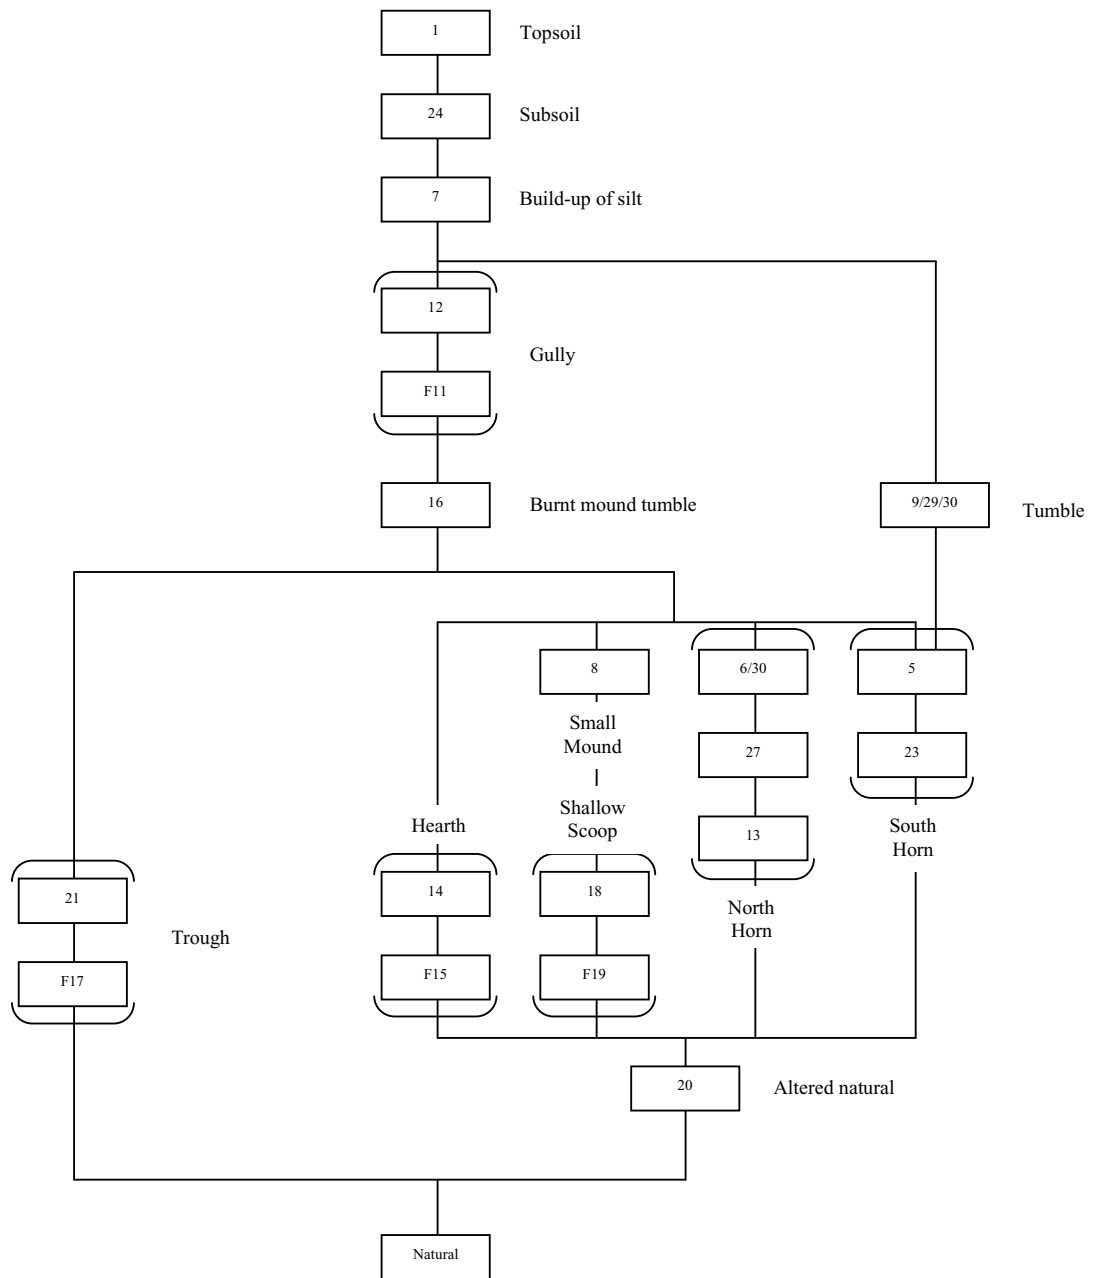 1
Topsoil
24
Subsoil
7
Build-up of silt
12
Gully
F11
16
Burnt mound tumble
9/29/30
Tumble
8
6/30
5
Small
Mound
27
23
Shallow
Scoop
Hearth
13
South
Horn
21
14
18
North
Horn
Trough
F17
F15
F19
20
Altered natural
Natural